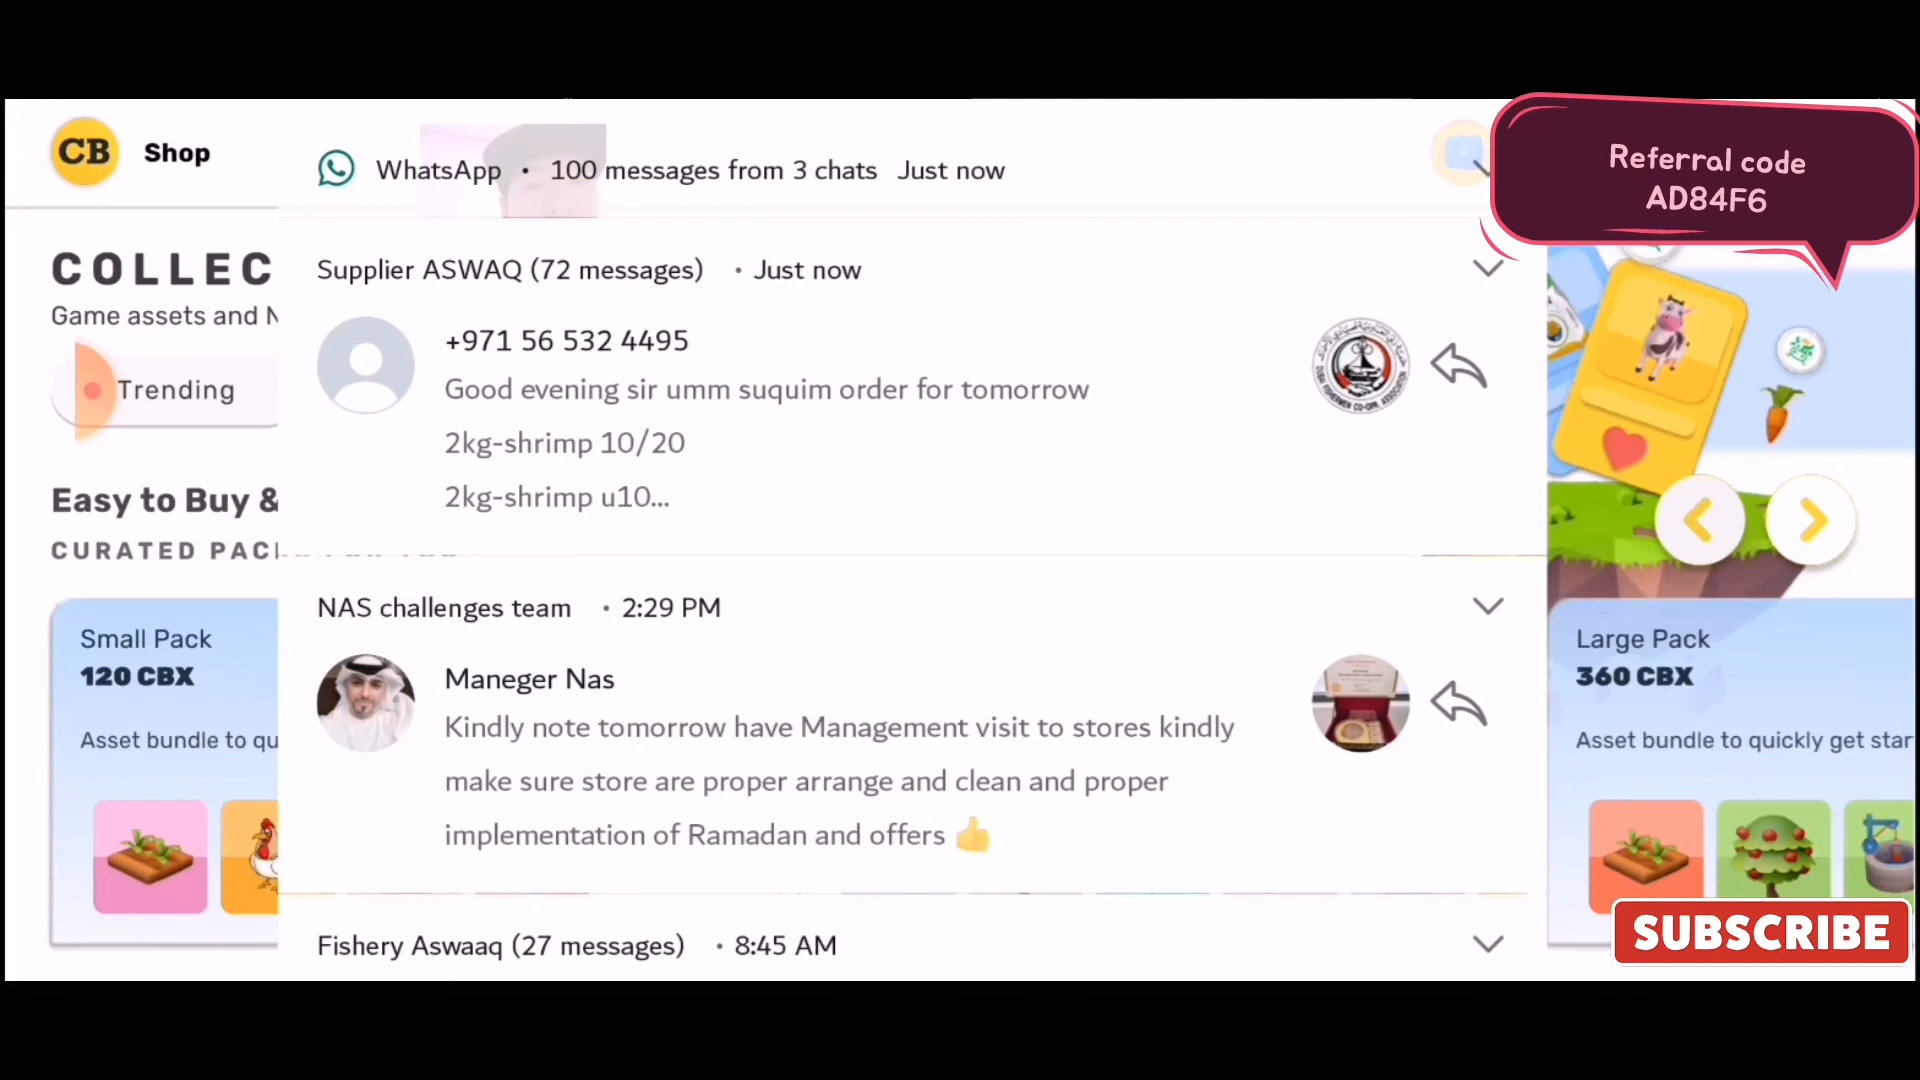 CB Shop
WhatsApp • 100 messages from 3 chats Just now
Referral code
AD84F6
COLLEC
Game assets and N
Trending
Easy to Buy &
CURATED PAC
Supplier ASWAQ (72 messages) • Just now
+971 56 532 4495
Good evening sir umm suquim order for tomorrow
2kg-shrimp 10/20
2kg-shrimp u10...
NAS challenges team • 2:29 PM
Maneger Nas
Kindly note tomorrow have Management visit to stores kindly
make sure store are proper arrange and clean and proper
implementation of Ramadan and offers 👍
Fishery Aswaaq (27 messages) • 8:45 AM
Small Pack
120 CBX
Asset bundle to qu
Large Pack
360 CBX
Asset bundle to quickly get star
SUBSCRIBE